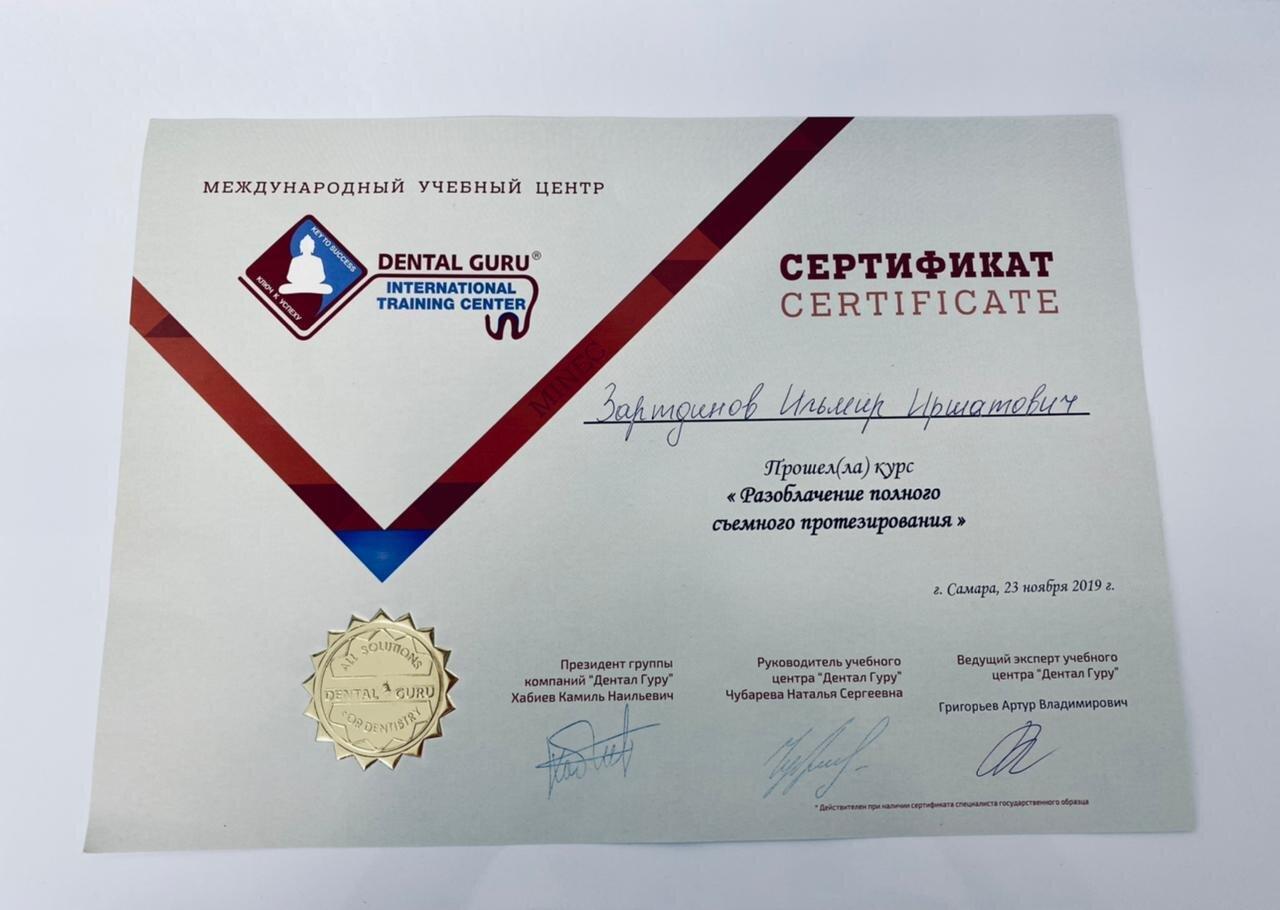 МЕЖДУНАРОДНЫЙ УЧЕБНЫЙ ЦЕНТР
KEY TO SUCCESS
КЛЮЧ К УСПЕХУ
DENTAL GURU®
INTERNATIONAL
TRAINING CENTER
СЕРТИФИКАТ
CERTIFICATE
MINEC
Зартдинов Ильмир Иршатович
Прошел(ла) курс
« Разоблачение полного
съемного протезирования »
г. Самара, 23 ноября 2019 г.
ALL SOLUTIONS
DENTAL GURU
FOR DENTISTRY
Президент группы
компаний "Дентал Гуру"
Хабиев Камиль Наильевич
Руководитель учебного
центра "Дентал Гуру"
Чубарева Наталья Сергеевна
Ведущий эксперт учебного
центра "Дентал Гуру"
Григорьев Артур Владимирович
* Действителен при наличии сертификата специалиста государственного образца